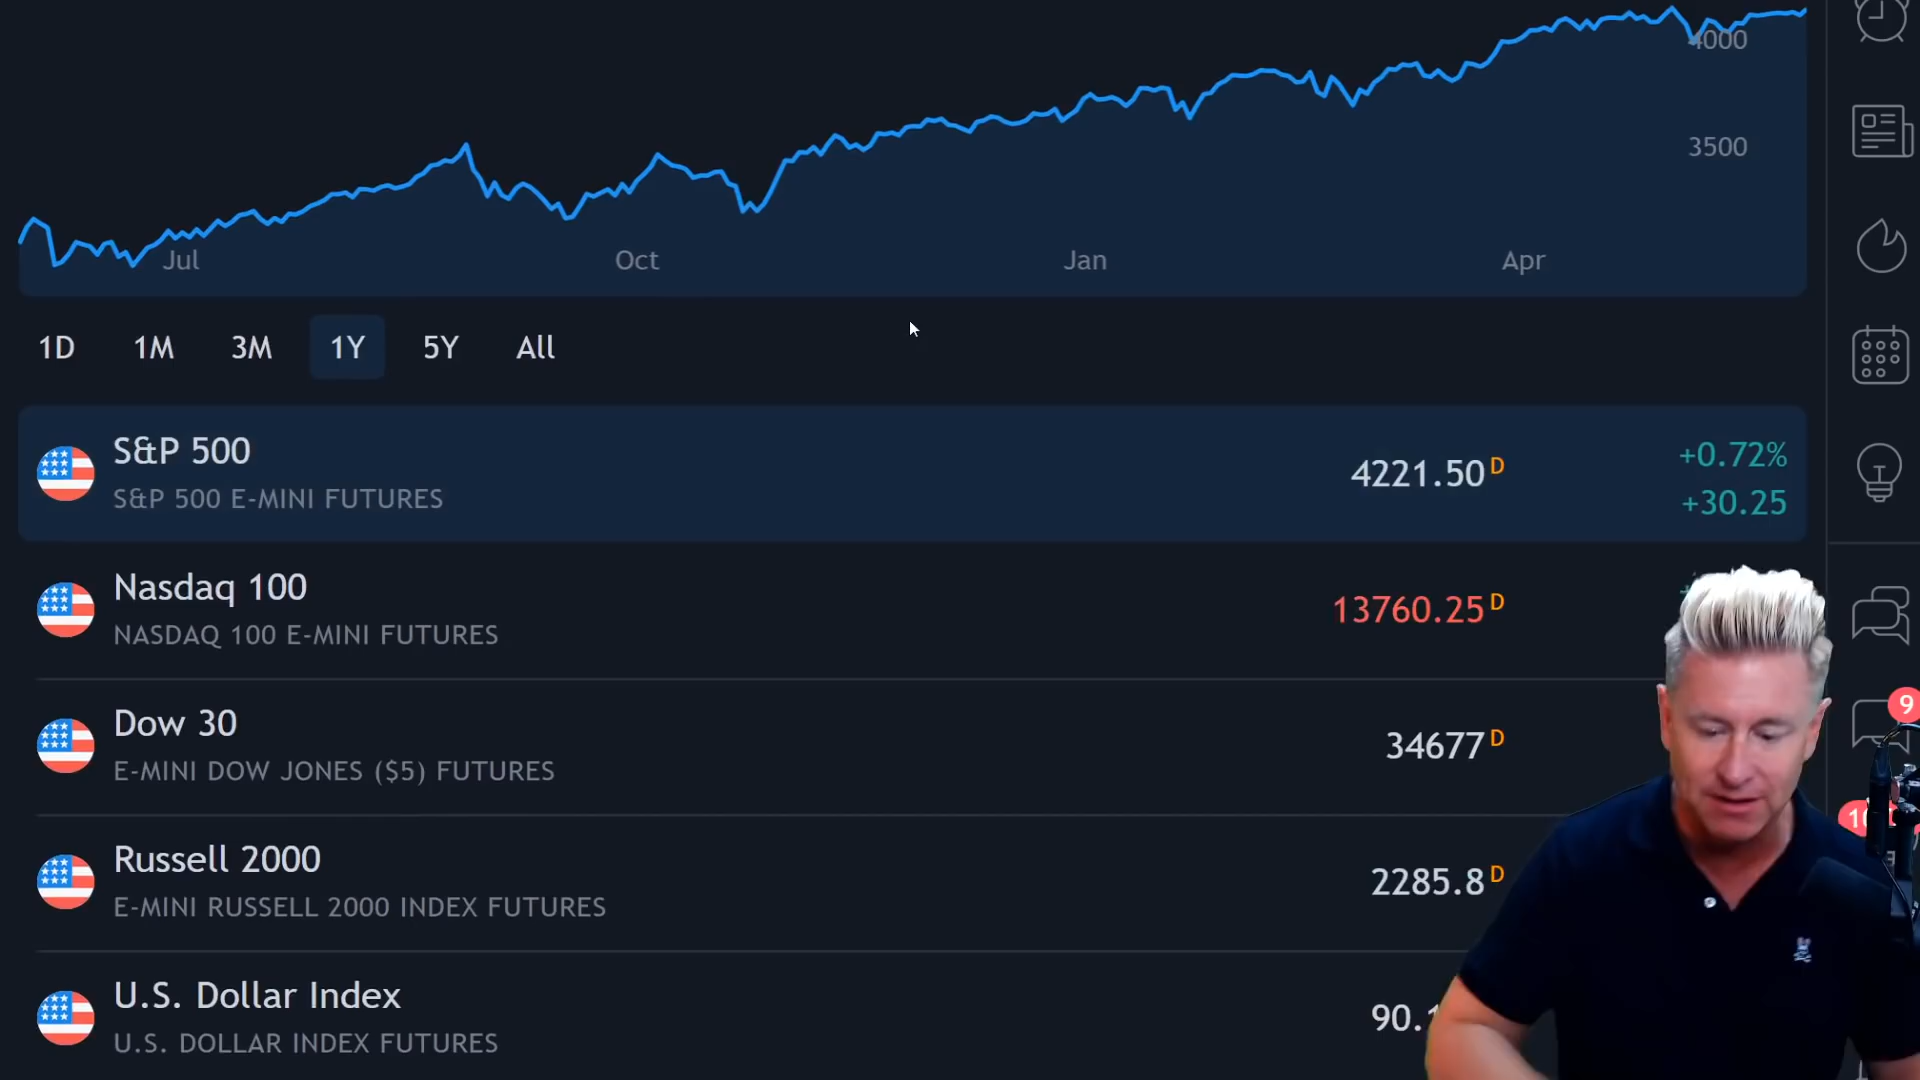 4000
3500
Jul Oct Jan Apr
1D 1M 3M 1Y 5Y All
S&P 500
S&P 500 E-MINI FUTURES
4221.50 D
+0.72%
+30.25
Nasdaq 100
NASDAQ 100 E-MINI FUTURES
13760.25 D
Dow 30
E-MINI DOW JONES ($5) FUTURES
34677 D
9
Russell 2000
E-MINI RUSSELL 2000 INDEX FUTURES
2285.8 D
U.S. Dollar Index
U.S. DOLLAR INDEX FUTURES
90.